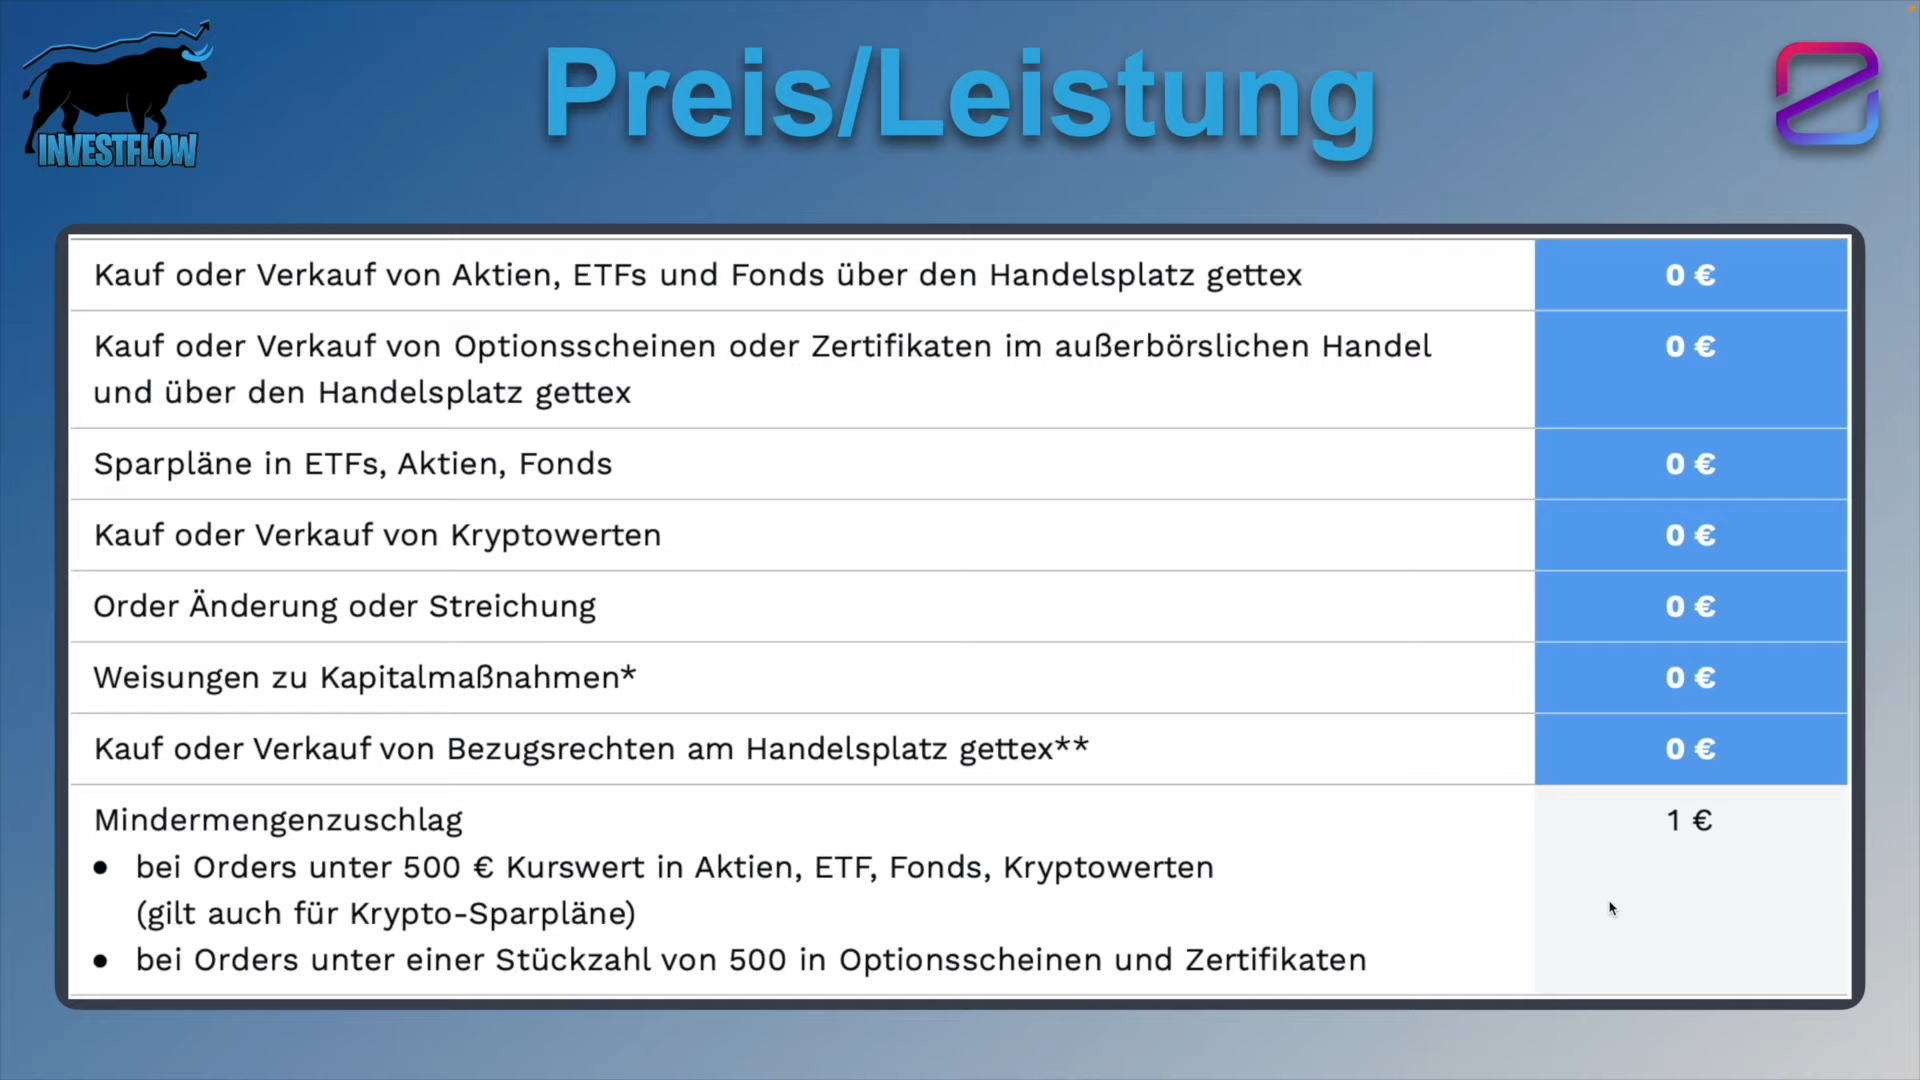 INVESTFLOW
Preis/Leistung
Kauf oder Verkauf von Aktien, ETFs und Fonds über den Handelsplatz gettex 0 €
Kauf oder Verkauf von Optionsscheinen oder Zertifikaten im außerbörslichen Handel 0 €
und über den Handelsplatz gettex
Sparpläne in ETFs, Aktien, Fonds 0 €
Kauf oder Verkauf von Kryptowerten 0 €
Order Änderung oder Streichung 0 €
Weisungen zu Kapitalmaßnahmen* 0 €
Kauf oder Verkauf von Bezugsrechten am Handelsplatz gettex** 0 €
Mindermengenzuschlag 1 €
● bei Orders unter 500 € Kurswert in Aktien, ETF, Fonds, Kryptowerten
(gilt auch für Krypto-Sparpläne)
● bei Orders unter einer Stückzahl von 500 in Optionsscheinen und Zertifikaten